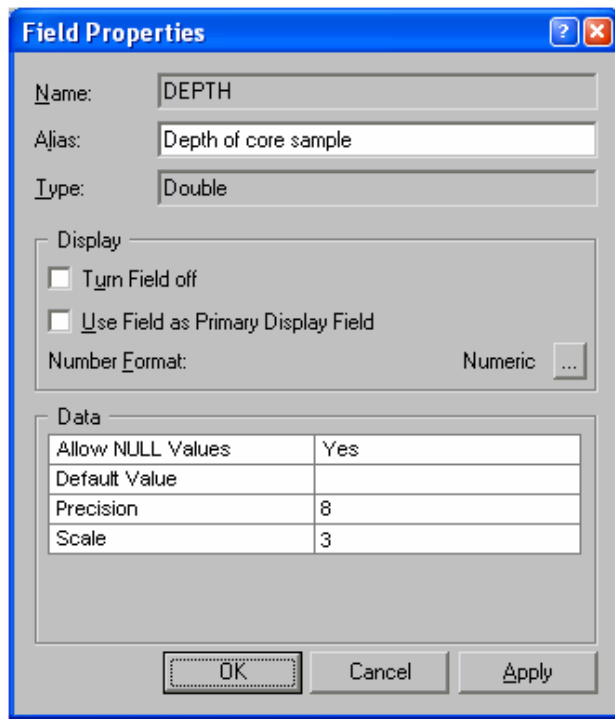 Field Properties
Name: DEPTH
Alias: Depth of core sample
Type: Double
Display
Turn Field off
Use Field as Primary Display Field
Number Format: Numeric ...
Data
Allow NULL Values Yes
Default Value
Precision 8
Scale 3
OK Cancel Apply